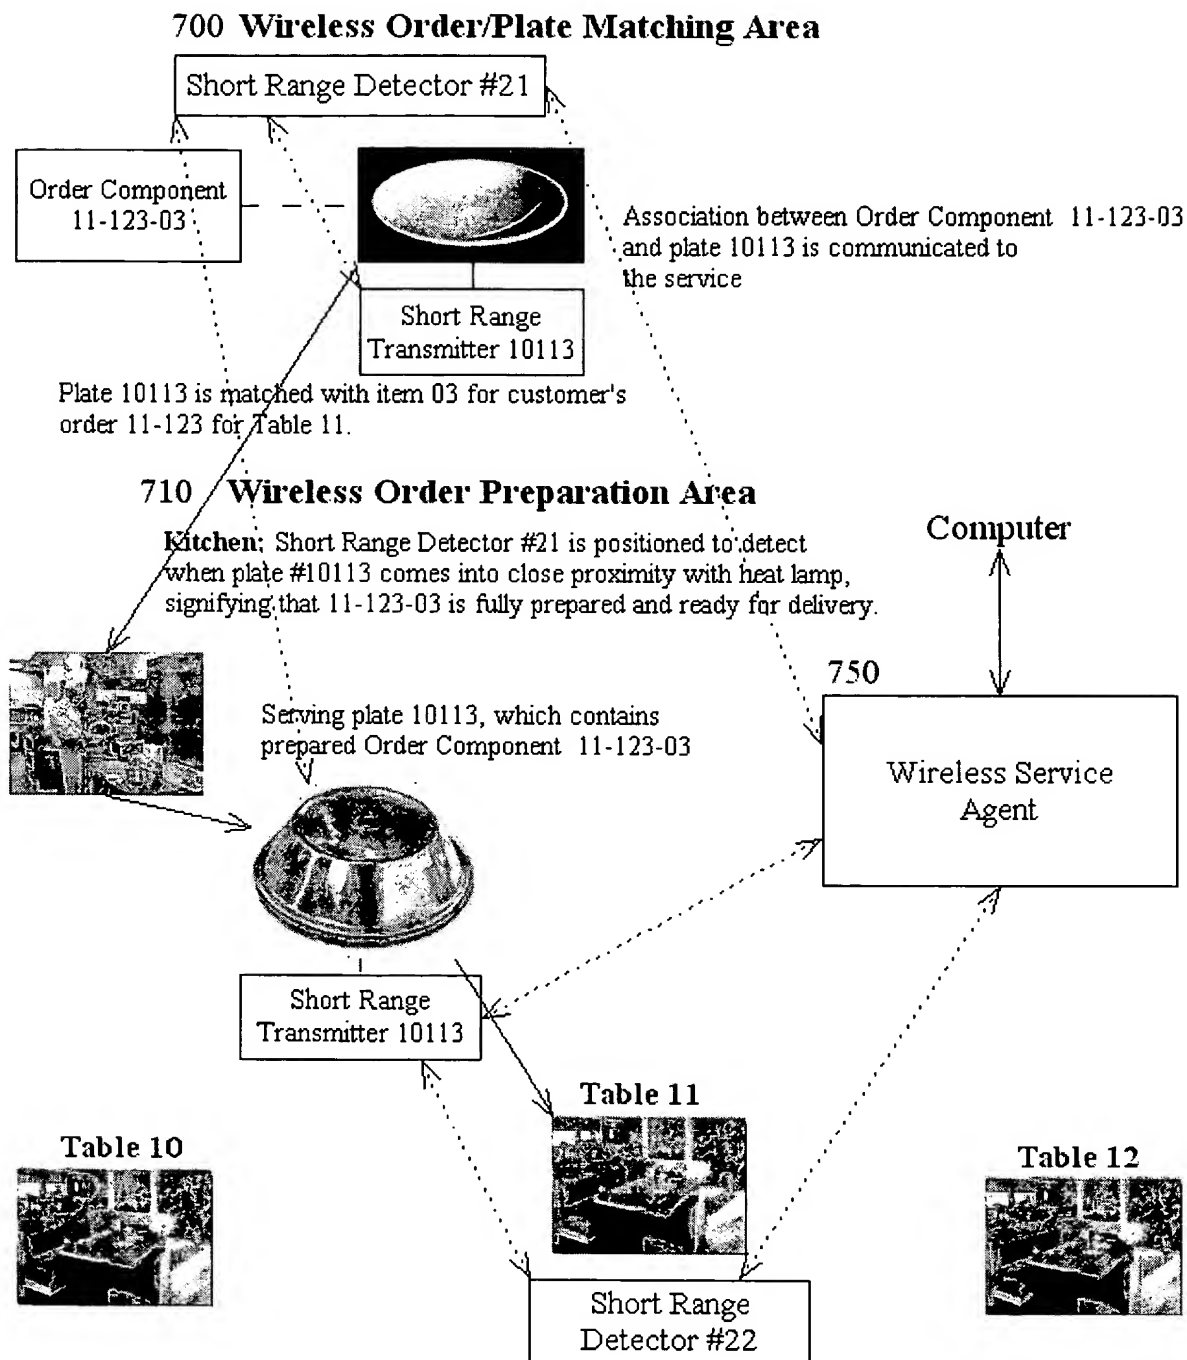 700 Wireless Order/Plate Matching Area
Short Range Detector #21
Order Component
11-123-03
Association between Order Component 11-123-03
and plate 10113 is communicated to
the service
Short Range
Transmitter 10113
Plate 10113 is matched with item 03 for customer's
order 11-123 for Table 11.
710 Wireless Order Preparation Area
Kitchen: Short Range Detector #21 is positioned to detect
when plate #10113 comes into close proximity with heat lamp,
signifying that 11-123-03 is fully prepared and ready for delivery.
Computer
750
Serving plate 10113, which contains
prepared Order Component 11-123-03
Wireless Service
Agent
Short Range
Transmitter 10113
Table 11
Table 10
Table 12
Short Range
Detector #22